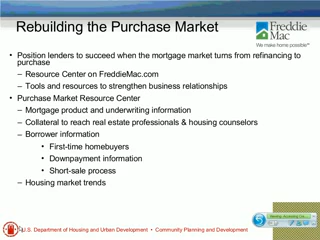 Rebuilding the Purchase Market
Freddie
Mac
We make home possible
• Position lenders to succeed when the mortgage market turns from refinancing to
purchase
– Resource Center on FreddieMac.com
– Tools and resources to strengthen business relationships
• Purchase Market Resource Center
– Mortgage product and underwriting information
– Collateral to reach real estate professionals & housing counselors
– Borrower information
• First-time homebuyers
• Downpayment information
• Short-sale process
– Housing market trends
U.S. Department of Housing and Urban Development • Community Planning and Development